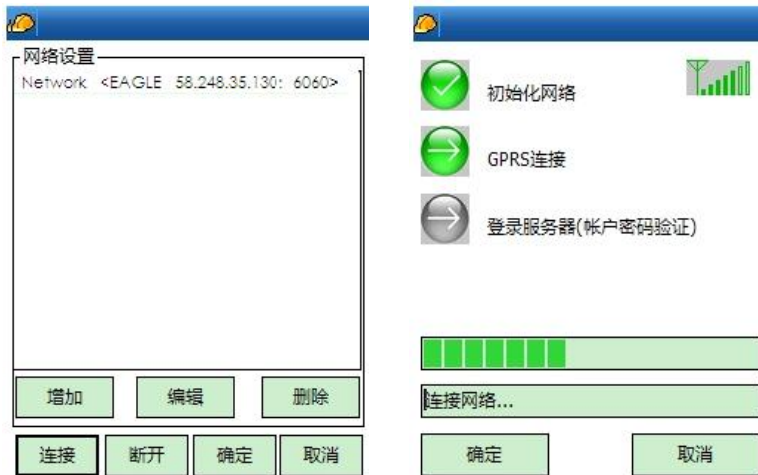 网络设置
Network <EAGLE 58.248.35.130: 6060>
增加 编辑 删除
连接 断开 确定 取消
初始化网络
GPRS连接
登录服务器(帐户密码验证)
连接网络...
确定 取消